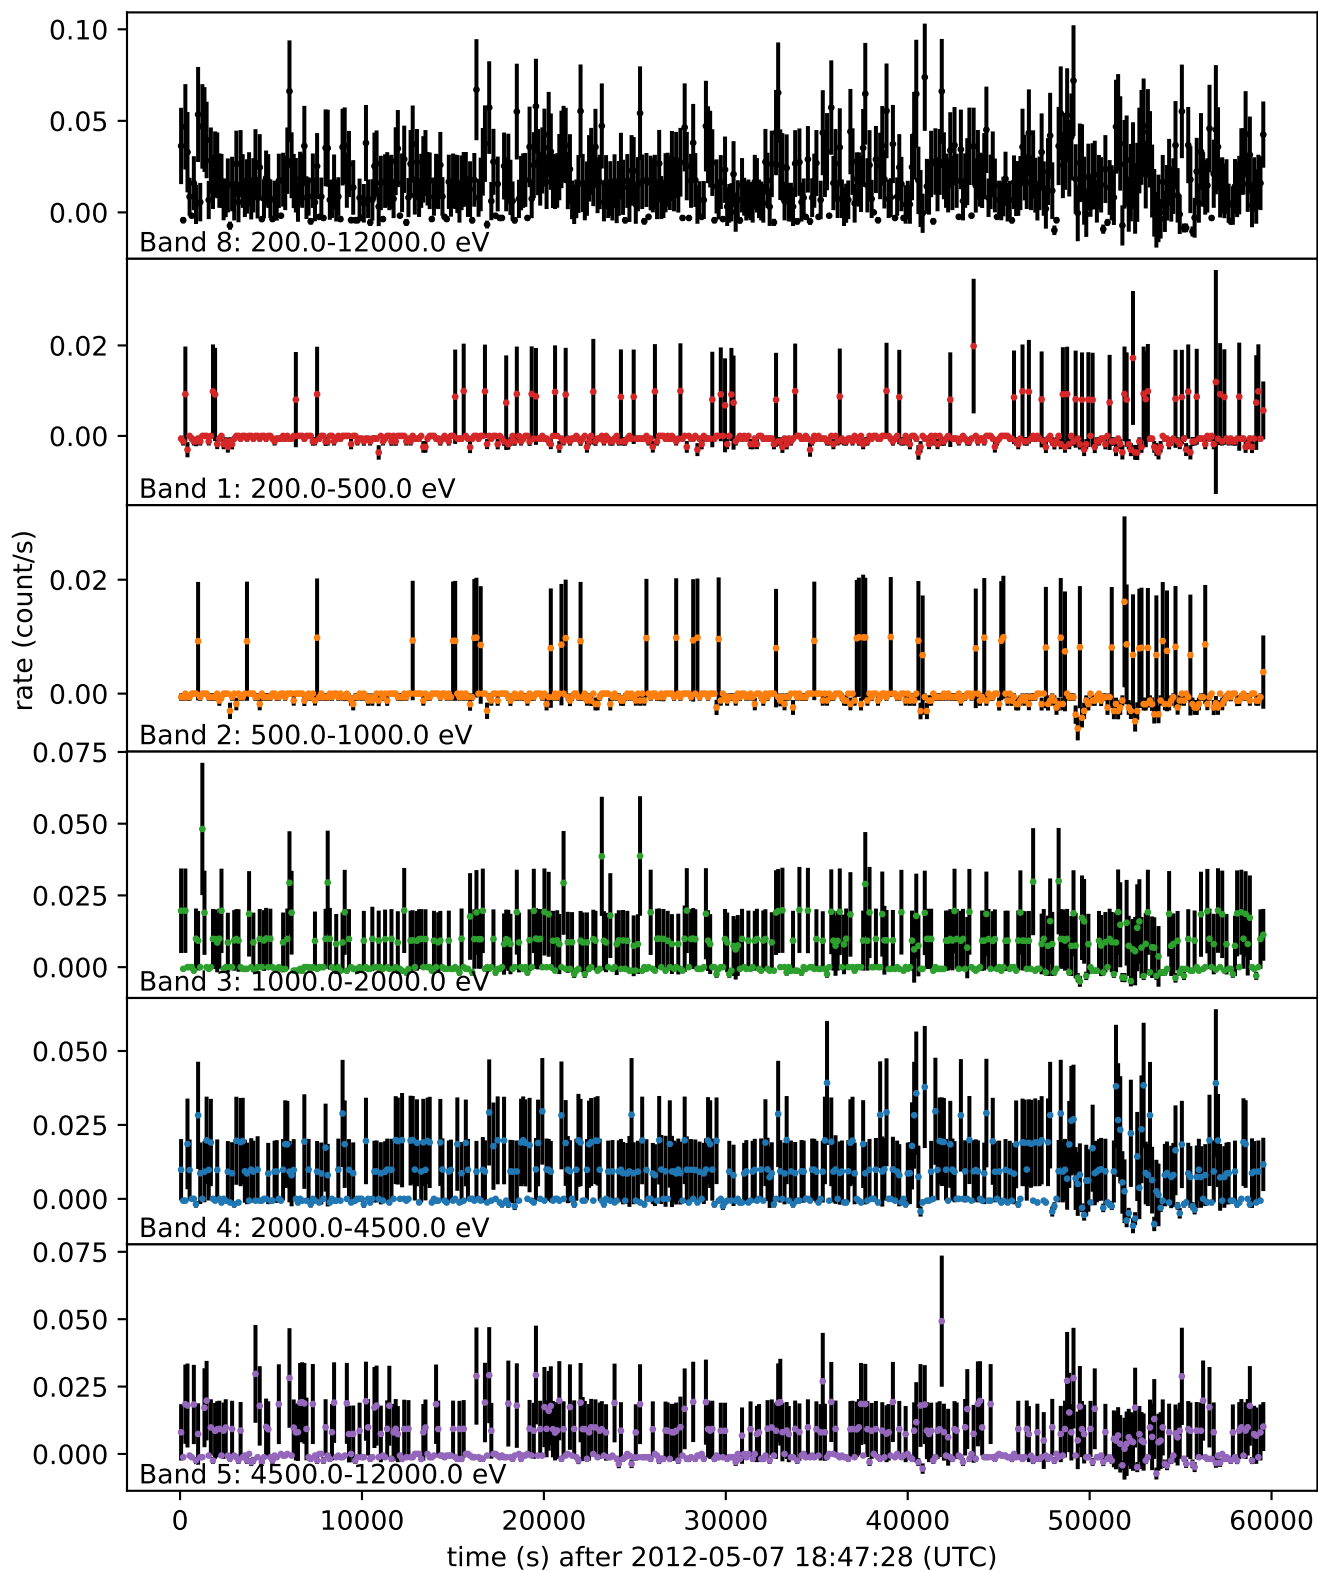 0.10
0.05
0.00
Band 8: 200.0-12000.0 eV
0.02
0.00
Band 1: 200.0-500.0 eV
0.02
0.00
Band 2: 500.0-1000.0 eV
rate (count/s)
0.075
0.050
0.025
0.000
Band 3: 1000.0-2000.0 eV
0.050
0.025
0.000
Band 4: 2000.0-4500.0 eV
0.075
0.050
0.025
0.000
Band 5: 4500.0-12000.0 eV
0 10000 20000 30000 40000 50000 60000
time (s) after 2012-05-07 18:47:28 (UTC)